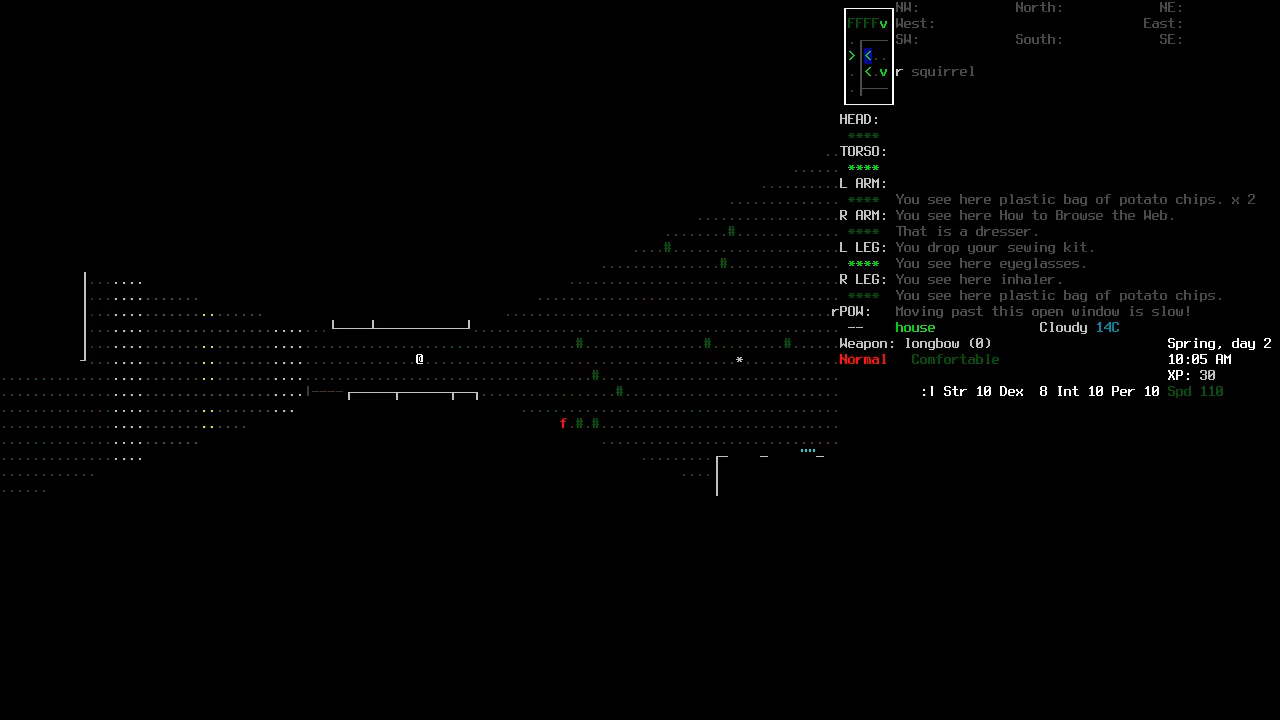 NW: North: NE:
FFFFv West: East:
SW: South: SE:
> <..
. <.v r squirrel
HEAD:
****
TORSO:
****
L ARM:
**** You see here plastic bag of potato chips. x 2
R ARM: You see here How to Browse the Web.
**** That is a dresser.
L LEG: You drop your sewing kit.
**** You see here eyeglasses.
R LEG: You see here inhaler.
**** You see here plastic bag of potato chips.
rPOW: Moving past this open window is slow!
-- house Cloudy 14C
Weapon: longbow (0) Spring, day 2
Normal Comfortable 10:05 AM
XP: 30
:| Str 10 Dex 8 Int 10 Per 10 Spd 110
@
*
f.#.#